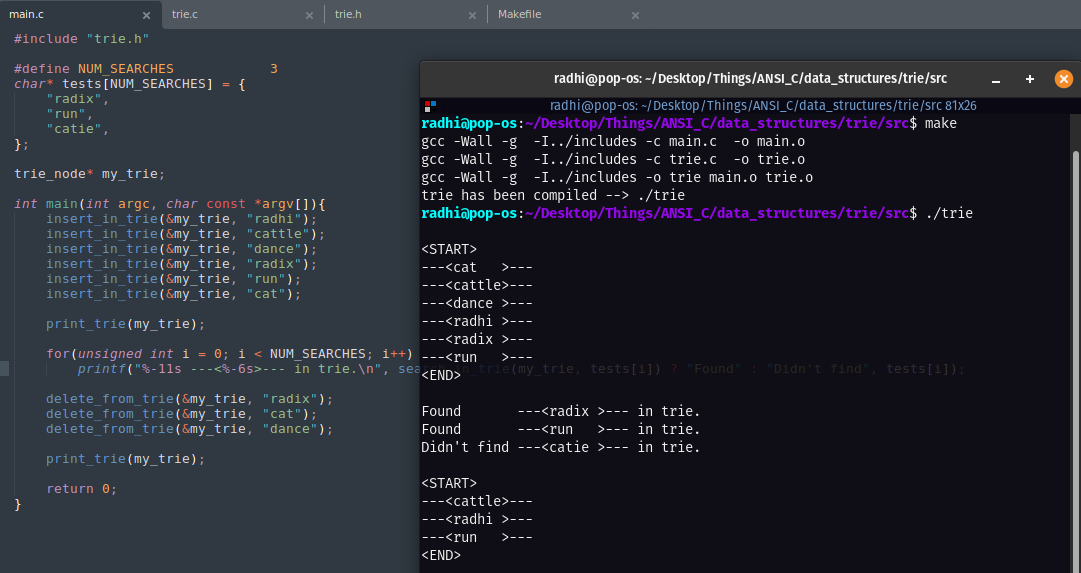 main.c × trie.c × trie.h × Makefile ×
#include "trie.h"
#define NUM_SEARCHES 3
char* tests[NUM_SEARCHES] = {
"radix",
"run",
"catie",
};
trie_node* my_trie;
int main(int argc, char const *argv[]){
insert_in_trie(&my_trie, "radhi");
insert_in_trie(&my_trie, "cattle");
insert_in_trie(&my_trie, "dance");
insert_in_trie(&my_trie, "radix");
insert_in_trie(&my_trie, "run");
insert_in_trie(&my_trie, "cat");
print_trie(my_trie);
for(unsigned int i = 0; i < NUM_SEARCHES; i++)
printf("%-11s ---<%-6s>--- in trie.\n", sea in_trie(my_trie, tests[i]) ? "Found" : "Didn't find", tests[i]);
delete_from_trie(&my_trie, "radix");
delete_from_trie(&my_trie, "cat");
delete_from_trie(&my_trie, "dance");
print_trie(my_trie);
return 0;
}
radhi@pop-os: ~/Desktop/Things/ANSI_C/data_structures/trie/src
radhi@pop-os: ~/Desktop/Things/ANSI_C/data_structures/trie/src 81x26
radhi@pop-os:~/Desktop/Things/ANSI_C/data_structures/trie/src$ make
gcc -Wall -g  -I../includes -c main.c  -o main.o
gcc -Wall -g  -I../includes -c trie.c  -o trie.o
gcc -Wall -g  -I../includes -o trie main.o trie.o
trie has been compiled --> ./trie
radhi@pop-os:~/Desktop/Things/ANSI_C/data_structures/trie/src$ ./trie
<START>
---<cat   >---
---<cattle>---
---<dance >---
---<radhi >---
---<radix >---
---<run   >---
<END>
Found       ---<radix >--- in trie.
Found       ---<run   >--- in trie.
Didn't find ---<catie >--- in trie.
<START>
---<cattle>---
---<radhi >---
---<run   >---
<END>